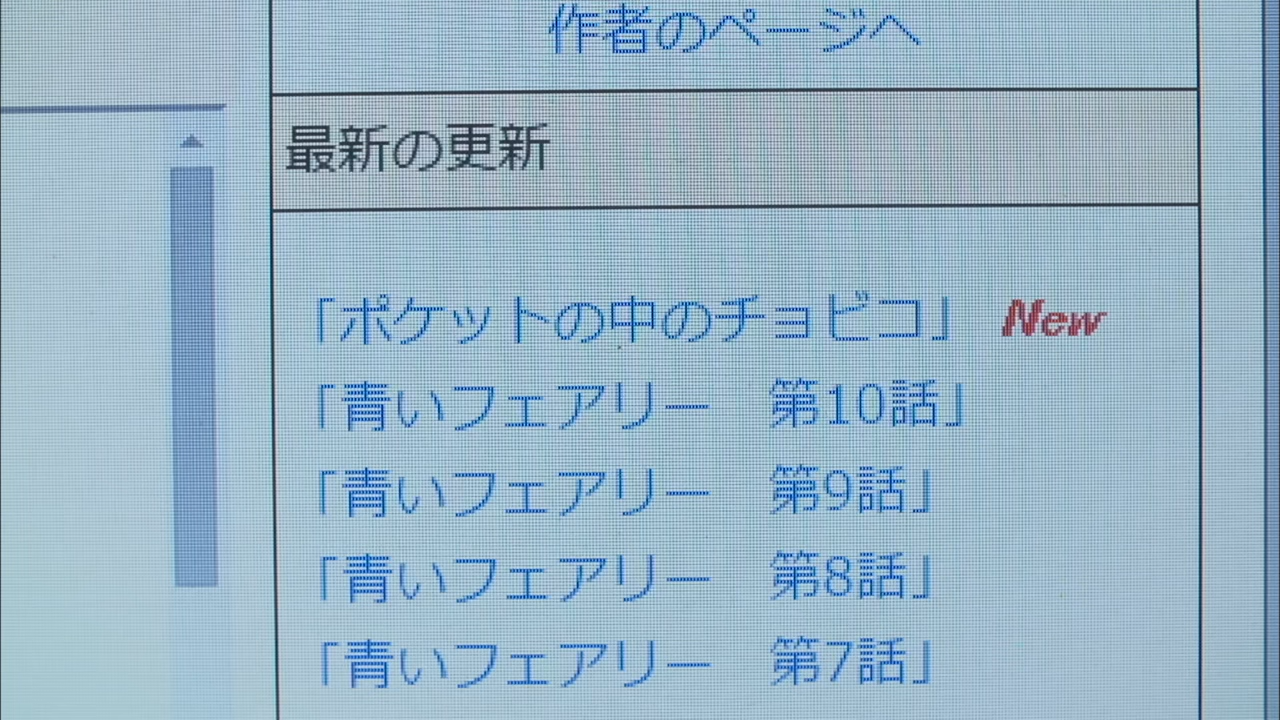 作者のページへ
最新の更新
「ポケットの中のチョビコ」 New
「青いフェアリー　第10話」
「青いフェアリー　第9話」
「青いフェアリー　第8話」
「青いフェアリー　第7話」